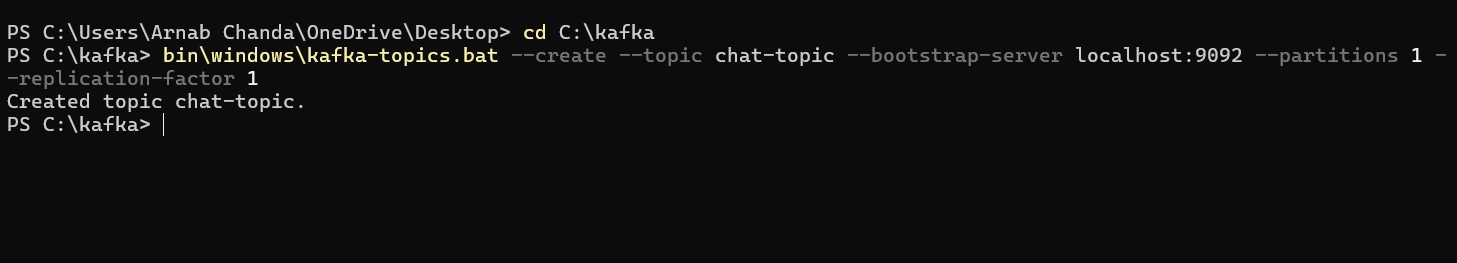 PS C:\Users\Arnab Chanda\OneDrive\Desktop> cd C:\kafka
PS C:\kafka> bin\windows\kafka-topics.bat --create --topic chat-topic --bootstrap-server localhost:9092 --partitions 1 -
-replication-factor 1
Created topic chat-topic.
PS C:\kafka>